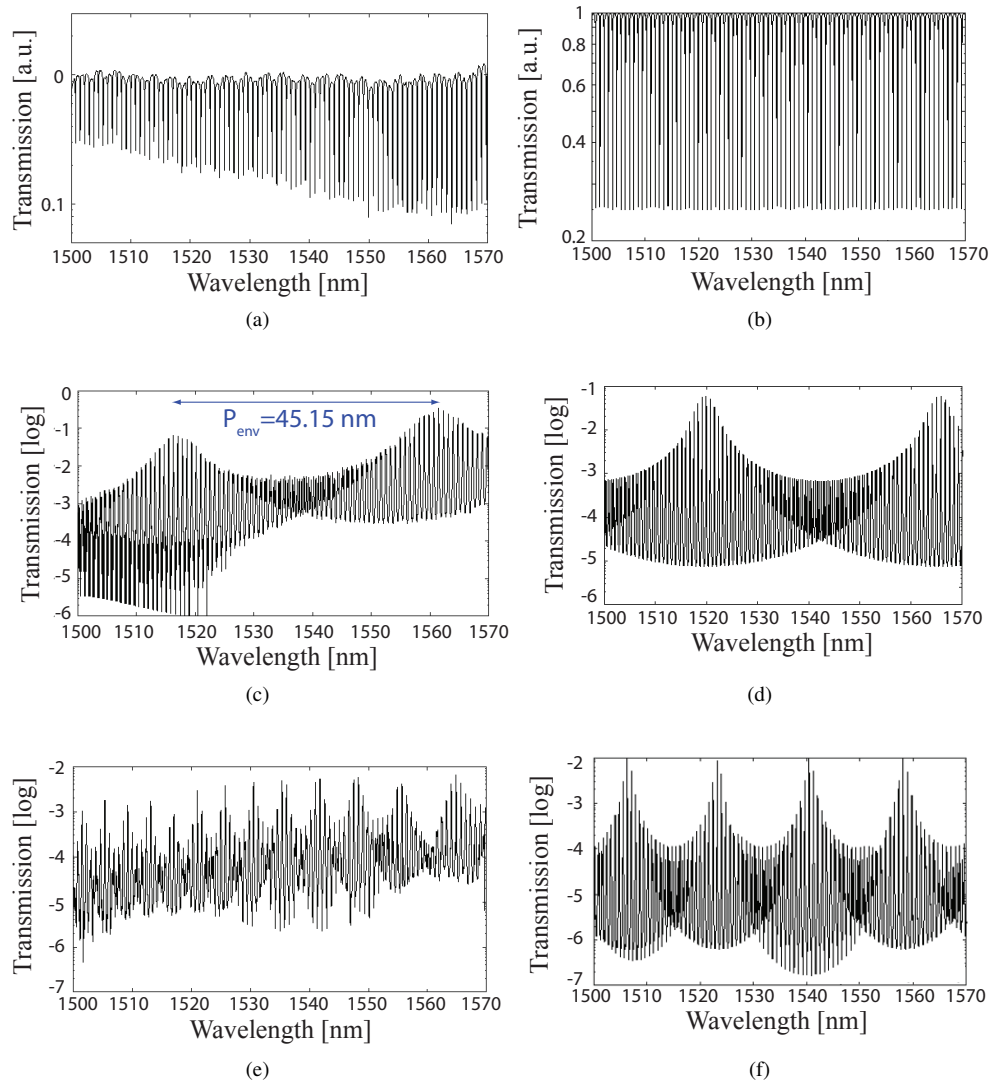 Transmission [a.u.]
0
0.1
1500 1510 1520 1530 1540 1550 1560 1570
Wavelength [nm]
(a)
Transmission [a.u.]
1
0.8
0.6
0.4
0.2
1500 1510 1520 1530 1540 1550 1560 1570
Wavelength [nm]
(b)
Transmission [log]
0
-1
-2
-3
-4
-5
-6
P_env=45.15 nm
1500 1510 1520 1530 1540 1550 1560 1570
Wavelength [nm]
(c)
Transmission [log]
-1
-2
-3
-4
-5
-6
1500 1510 1520 1530 1540 1550 1560 1570
Wavelength [nm]
(d)
Transmission [log]
-2
-3
-4
-5
-6
-7
1500 1510 1520 1530 1540 1550 1560 1570
Wavelength [nm]
(e)
Transmission [log]
-2
-3
-4
-5
-6
-7
1500 1510 1520 1530 1540 1550 1560 1570
Wavelength [nm]
(f)